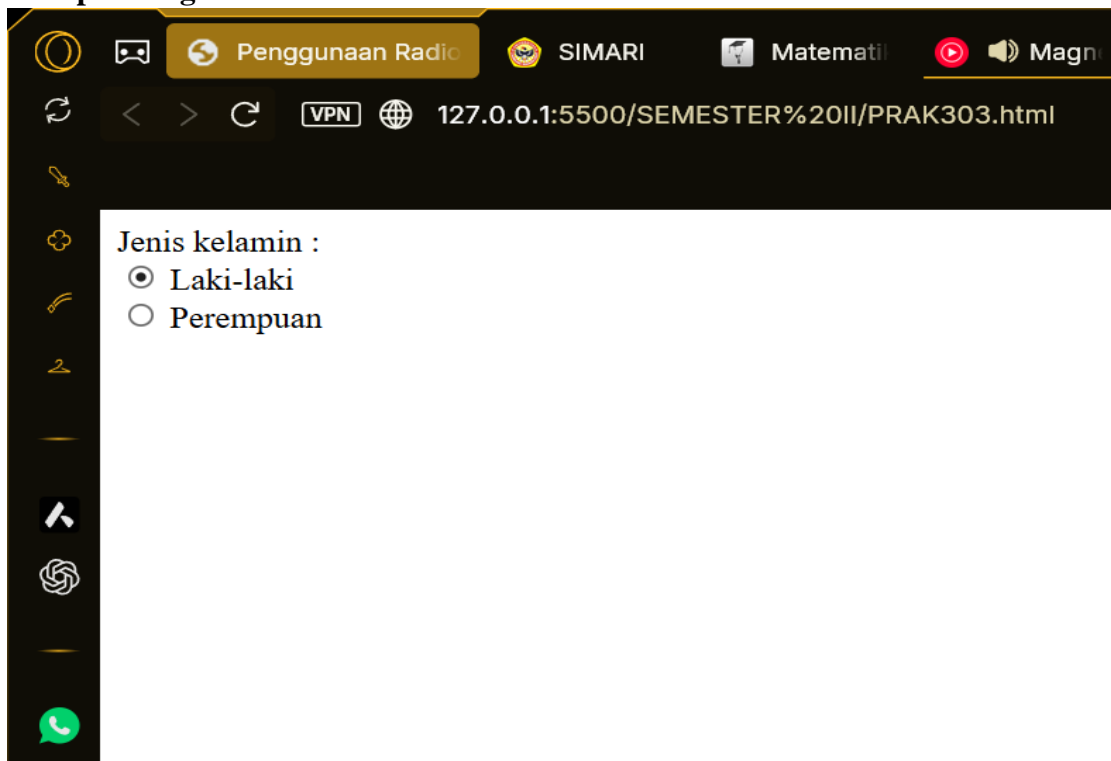 Penggunaan Radio
SIMARI
Matematik
Magn
VPN
127.0.0.1:5500/SEMESTER%20II/PRAK303.html
Jenis kelamin :
Laki-laki
Perempuan